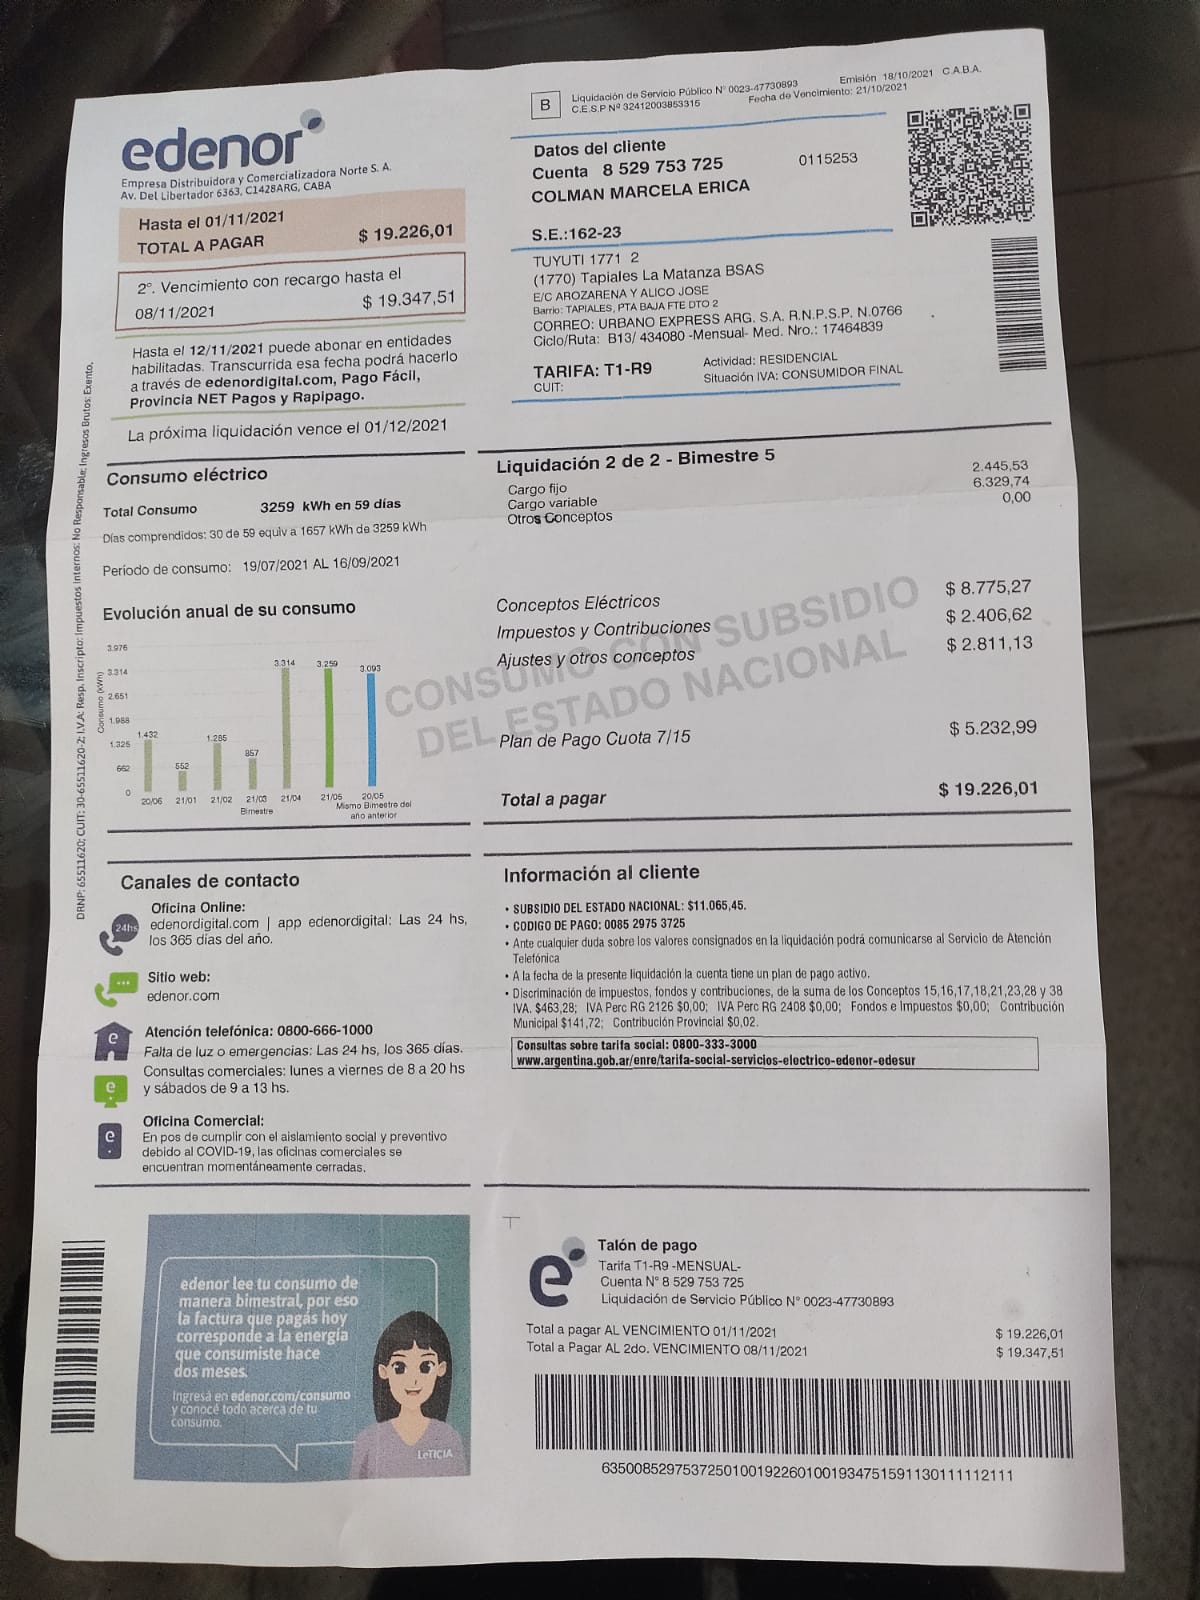 edenor
Empresa Distribuidora y Comercializadora Norte S. A.
Av. Del Libertador 6363, C1428ARG, CABA
B
Liquidación de Servicio Público N° 0023-47730893
Emisión 18/10/2021 C.A.B.A.
C.E.S.P Nº 32412003853315
Fecha de Vencimiento: 21/10/2021
Hasta el 01/11/2021
TOTAL A PAGAR $ 19.226,01
2°. Vencimiento con recargo hasta el
08/11/2021 $ 19.347,51
Hasta el 12/11/2021 puede abonar en entidades
habilitadas. Transcurrida esa fecha podrá hacerlo
a través de edenordigital.com, Pago Fácil,
Provincia NET Pagos y Rapipago.
La próxima liquidación vence el 01/12/2021
Datos del cliente
Cuenta 8 529 753 725 0115253
COLMAN MARCELA ERICA
S.E.:162-23
TUYUTI 1771 2
(1770) Tapiales La Matanza BSAS
E/C AROZARENA Y ALICO JOSE
Barrio: TAPIALES, PTA BAJA FTE DTO 2
CORREO: URBANO EXPRESS ARG. S.A. R.N.P.S.P. N.0766
Ciclo/Ruta: B13/ 434080 -Mensual- Med. Nro.: 17464839
TARIFA: T1-R9 Actividad: RESIDENCIAL
CUIT: Situación IVA: CONSUMIDOR FINAL
DRNP: 65511620; CUIT: 30-65511620-2; I.V.A: Resp. Inscripto: Impuestos Internos: No Responsable; Ingresos Brutos: Exento.
Consumo eléctrico
Total Consumo 3259 kWh en 59 días
Días comprendidos: 30 de 59 equiv a 1657 kWh de 3259 kWh
Período de consumo: 19/07/2021 AL 16/09/2021
Evolución anual de su consumo
Consumo (kWh)
3.976
3.314
2.651
1.988
1.325
662
0
1.432
552
1.285
857
3.314
3.259
3.093
20/06 21/01 21/02 21/03 21/04 21/05 20/05
Bimestre
Mismo Bimestre del
año anterior
Liquidación 2 de 2 - Bimestre 5
Cargo fijo 2.445,53
Cargo variable 6.329,74
Otros Conceptos 0,00
CONSUMO CON SUBSIDIO
DEL ESTADO NACIONAL
Conceptos Eléctricos $ 8.775,27
Impuestos y Contribuciones $ 2.406,62
Ajustes y otros conceptos $ 2.811,13
Plan de Pago Cuota 7/15 $ 5.232,99
Total a pagar $ 19.226,01
Canales de contacto
24hs
Oficina Online:
edenordigital.com | app edenordigital: Las 24 hs,
los 365 días del año.
Sitio web:
edenor.com
e
Atención telefónica: 0800-666-1000
Falta de luz o emergencias: Las 24 hs, los 365 días.
e
Consultas comerciales: lunes a viernes de 8 a 20 hs
y sábados de 9 a 13 hs.
e
Oficina Comercial:
En pos de cumplir con el aislamiento social y preventivo
debido al COVID-19, las oficinas comerciales se
encuentran momentáneamente cerradas.
Información al cliente
• SUBSIDIO DEL ESTADO NACIONAL: $11.065,45.
• CODIGO DE PAGO: 0085 2975 3725
• Ante cualquier duda sobre los valores consignados en la liquidación podrá comunicarse al Servicio de Atención
Telefónica
• A la fecha de la presente liquidación la cuenta tiene un plan de pago activo.
• Discriminación de impuestos, fondos y contribuciones, de la suma de los Conceptos 15,16,17,18,21,23,28 y 38
IVA. $463,28; IVA Perc RG 2126 $0,00; IVA Perc RG 2408 $0,00; Fondos e Impuestos $0,00; Contribución
Municipal $141,72; Contribución Provincial $0,02.
Consultas sobre tarifa social: 0800-333-3000
www.argentina.gob.ar/enre/tarifa-social-servicios-electrico-edenor-edesur
edenor lee tu consumo de
manera bimestral, por eso
la factura que pagás hoy
corresponde a la energía
que consumiste hace
dos meses.
Ingresá en edenor.com/consumo
y conocé todo acerca de tu
consumo.
LeTICIA
e
Talón de pago
Tarifa T1-R9 -MENSUAL-
Cuenta N° 8 529 753 725
Liquidación de Servicio Público N° 0023-47730893
Total a pagar AL VENCIMIENTO 01/11/2021 $ 19.226,01
Total a Pagar AL 2do. VENCIMIENTO 08/11/2021 $ 19.347,51